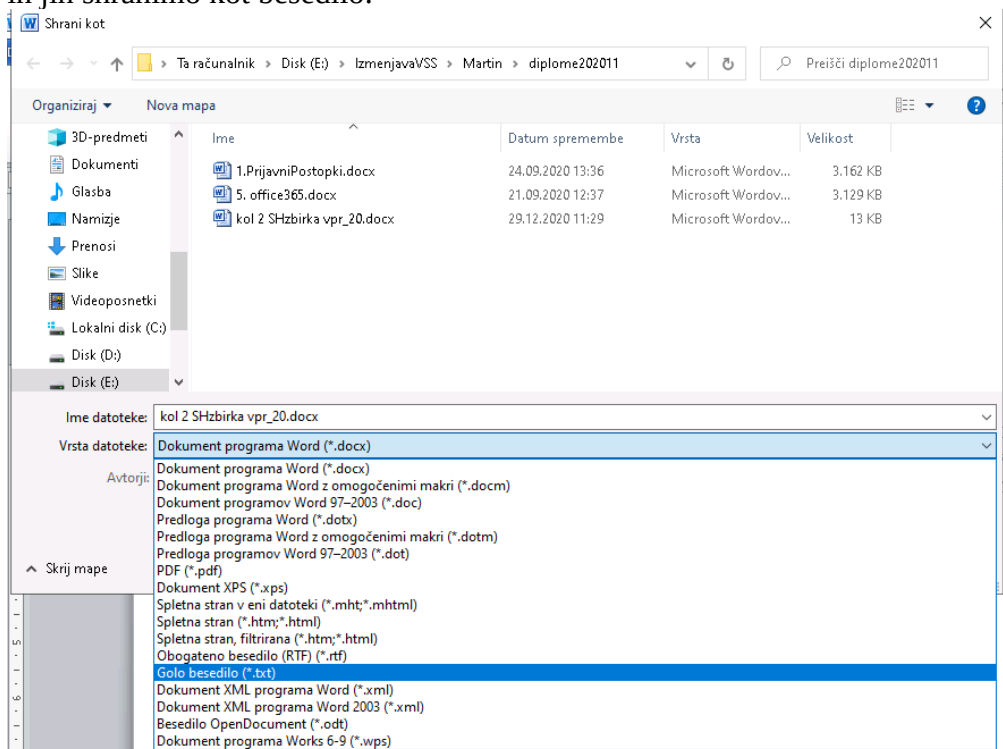 in jih shranimo kot besedilo:
Shrani kot
Ta računalnik > Disk (E:) > IzmenjavaVSS > Martin > diplome202011
Preišči diplome202011
Organiziraj
Nova mapa
3D-predmeti
Dokumenti
Glasba
Namizje
Prenosi
Slike
Videoposnetki
Lokalni disk (C:)
Disk (D:)
Disk (E:)
Ime Datum spremembe Vrsta Velikost
1.PrijavniPostopki.docx 24.09.2020 13:36 Microsoft Wordov... 3.162 KB
5. office365.docx 21.09.2020 12:37 Microsoft Wordov... 3.129 KB
kol 2 SHzbirka vpr_20.docx 29.12.2020 11:29 Microsoft Wordov... 13 KB
Ime datoteke: kol 2 SHzbirka vpr_20.docx
Vrsta datoteke: Dokument programa Word (*.docx)
Avtorji:
Dokument programa Word (*.docx)
Dokument programa Word z omogočenimi makri (*.docm)
Dokument programov Word 97–2003 (*.doc)
Predloga programa Word (*.dotx)
Predloga programa Word z omogočenimi makri (*.dotm)
Predloga programov Word 97–2003 (*.dot)
PDF (*.pdf)
Dokument XPS (*.xps)
Spletna stran v eni datoteki (*.mht;*.mhtml)
Spletna stran (*.htm;*.html)
Spletna stran, filtrirana (*.htm;*.html)
Obogateno besedilo (RTF) (*.rtf)
Golo besedilo (*.txt)
Dokument XML programa Word (*.xml)
Dokument XML programa Word 2003 (*.xml)
Besedilo OpenDocument (*.odt)
Dokument programa Works 6-9 (*.wps)
Skrij mape
5
6